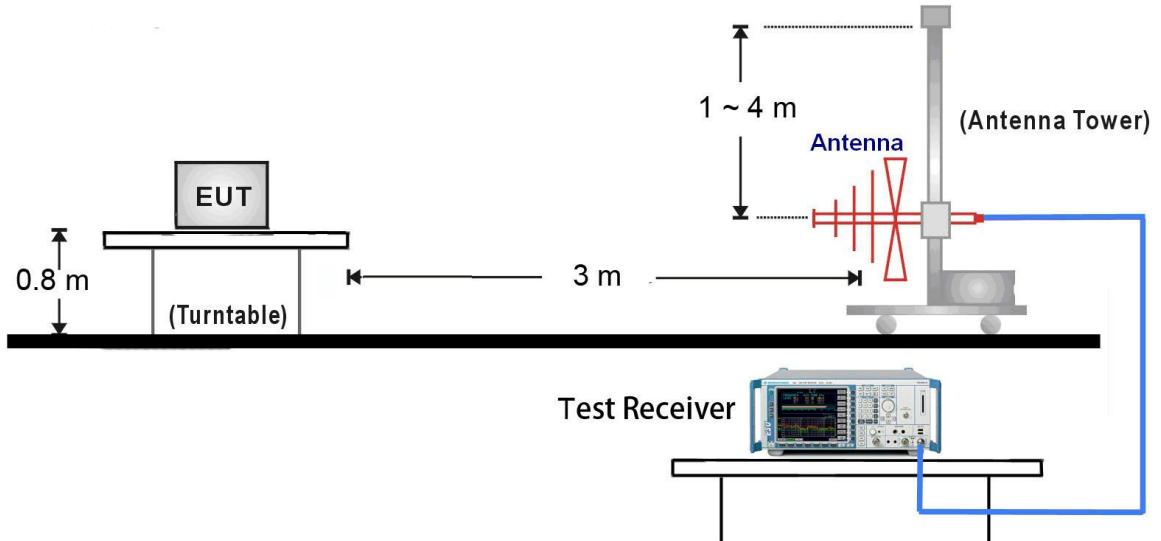 1 ~ 4 m
(Antenna Tower)
Antenna
EUT
0.8 m
3 m
(Turntable)
Test Receiver